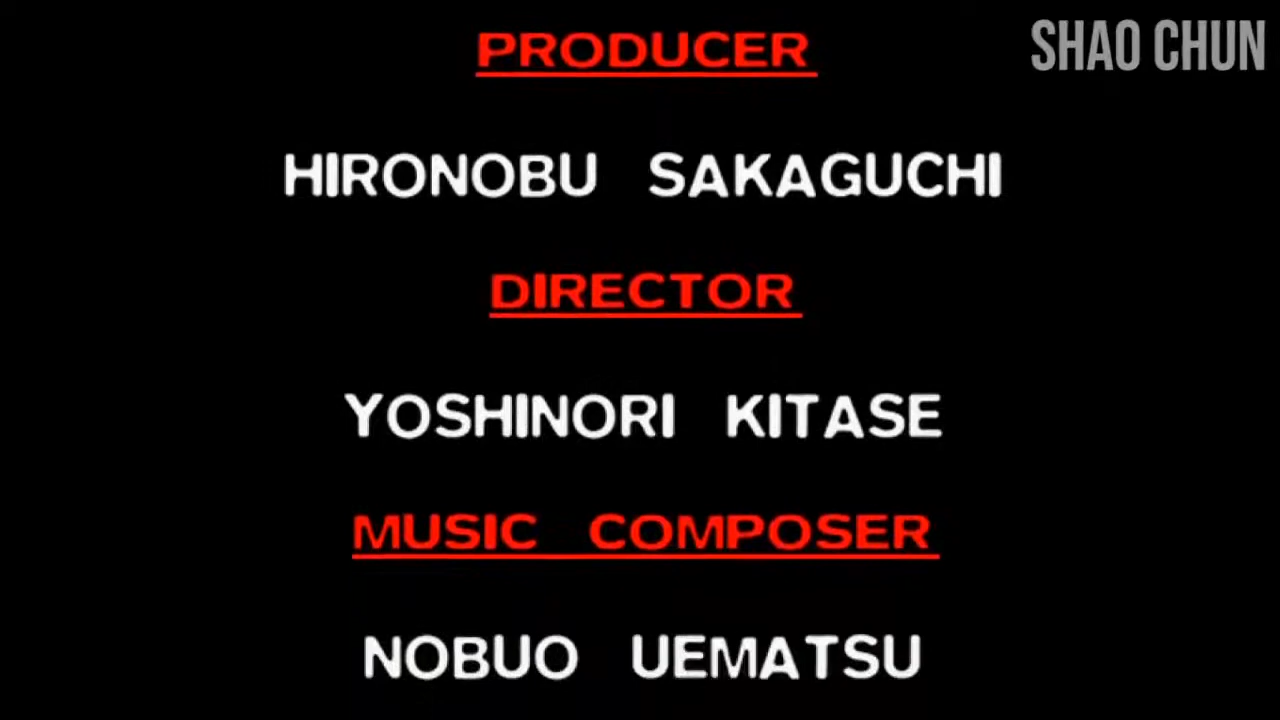 SHAO CHUN
PRODUCER
HIRONOBU SAKAGUCHI
DIRECTOR
YOSHINORI KITASE
MUSIC COMPOSER
NOBUO UEMATSU